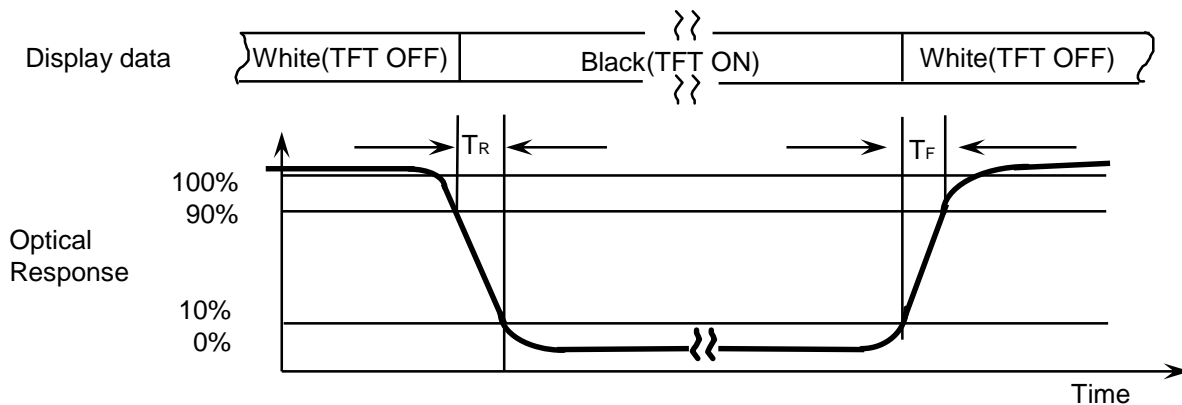 Display data
White(TFT OFF)
Black(TFT ON)
White(TFT OFF)
TR
TF
100%
90%
Optical
Response
10%
0%
Time